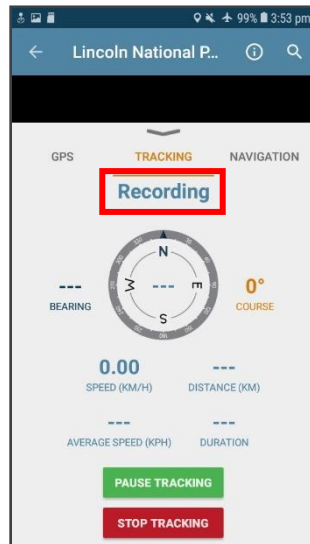 99% 3:53 pm
Lincoln National P...
GPS TRACKING NAVIGATION
Recording
N
W --- E
S
---
BEARING
0°
COURSE
0.00 ---
SPEED (KM/H) DISTANCE (KM)
--- ---
AVERAGE SPEED (KPH) DURATION
PAUSE TRACKING
STOP TRACKING